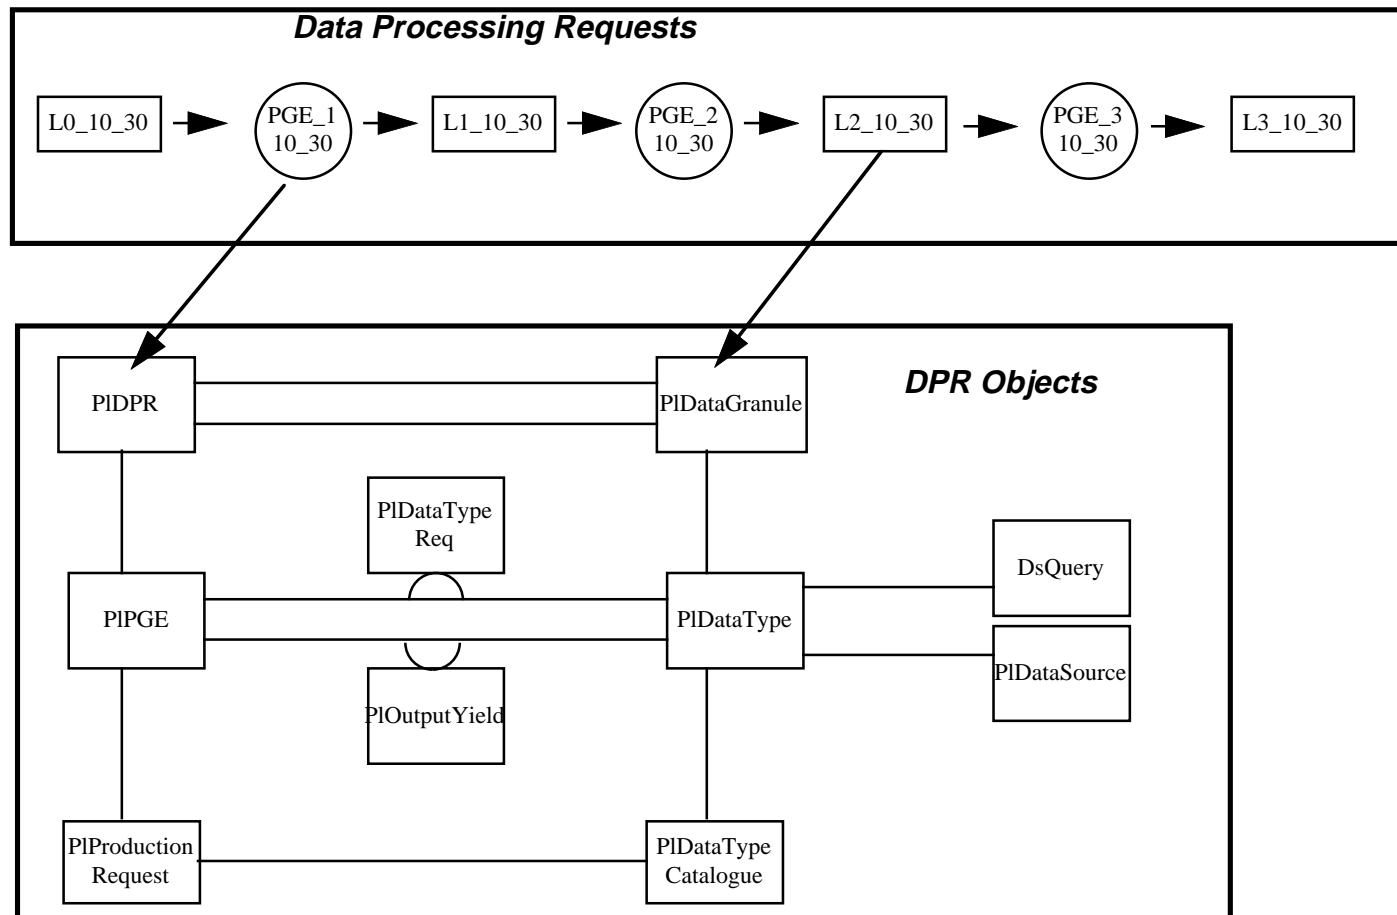 Data Processing Requests
L0_10_30
PGE_1
10_30
L1_10_30
PGE_2
10_30
L2_10_30
PGE_3
10_30
L3_10_30
DPR Objects
PlDPR
PlDataGranule
PlDataType
Req
DsQuery
PlPGE
PlDataType
PlDataSource
PlOutputYield
PlProduction
Request
PlDataType
Catalogue